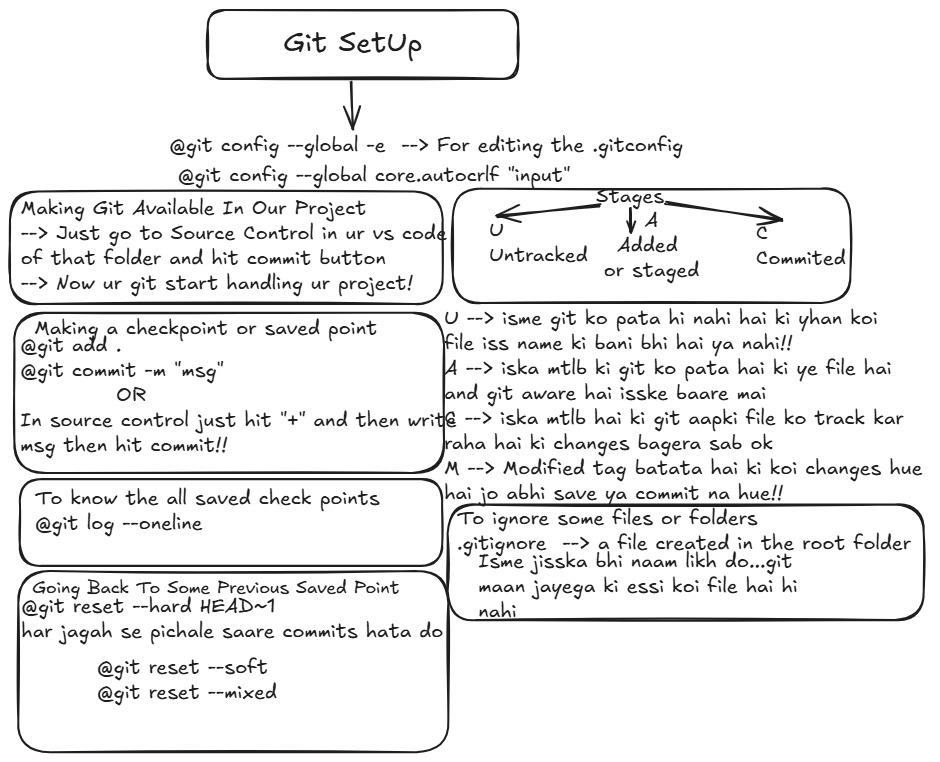 Git SetUp
@git config --global -e --> For editing the .gitconfig
@git config --global core.autocrlf "input"
Making Git Available In Our Project
--> Just go to Source Control in ur vs code
of that folder and hit commit button
--> Now ur git start handling ur project!
Stages
U
Untracked
A
Added
or staged
C
Commited
Making a checkpoint or saved point
@git add .
@git commit -m "msg"
OR
In source control just hit "+" and then write
msg then hit commit!!
U --> isme git ko pata hi nahi hai ki yhan koi
file iss name ki bani bhi hai ya nahi!!
A --> iska mtlb ki git ko pata hai ki ye file hai
and git aware hai isske baare mai
C --> iska mtlb hai ki git aapki file ko track kar
raha hai ki changes bagera sab ok
M --> Modified tag batata hai ki koi changes hue
hai jo abhi save ya commit na hue!!
To know the all saved check points
@git log --oneline
To ignore some files or folders
.gitignore --> a file created in the root folder
Isme jisska bhi naam likh do...git
maan jayega ki essi koi file hai hi
nahi
Going Back To Some Previous Saved Point
@git reset --hard HEAD~1
har jagah se pichale saare commits hata do
@git reset --soft
@git reset --mixed